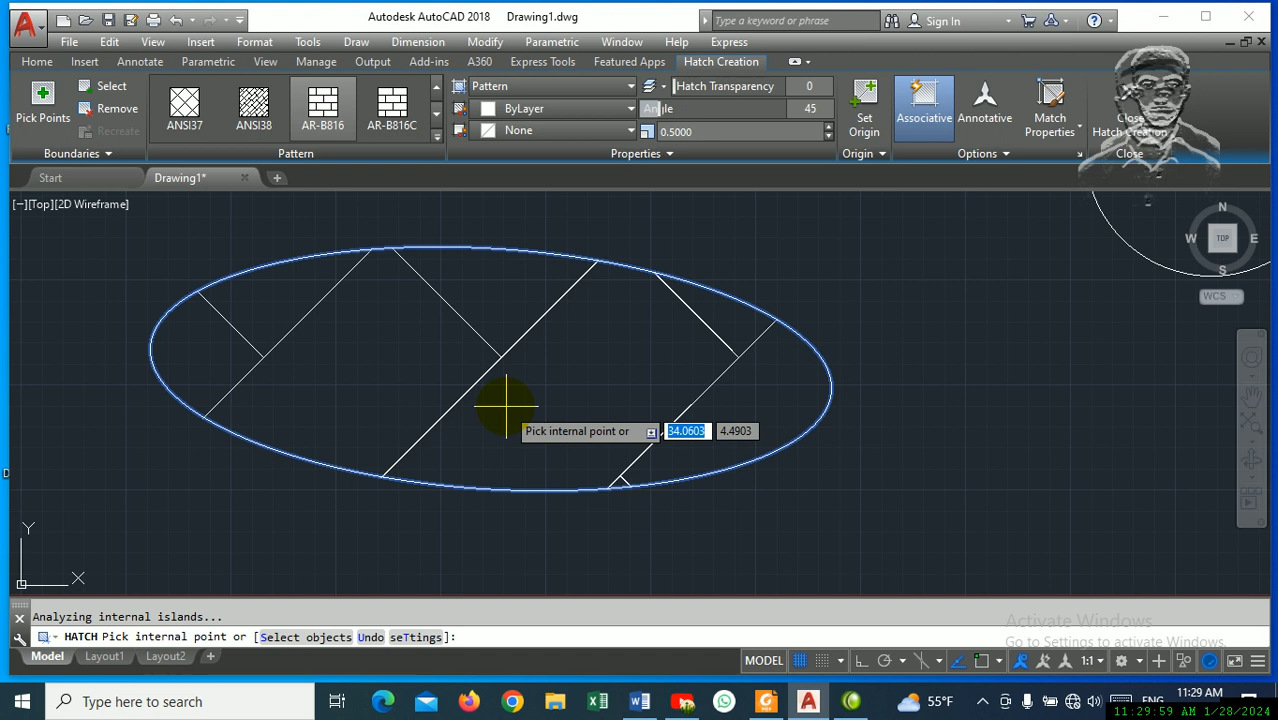 Autodesk AutoCAD 2018 Drawing1.dwg
Type a keyword or phrase
Sign In
File Edit View Insert Format Tools Draw Dimension Modify Parametric Window Help Express
Home Insert Annotate Parametric View Manage Output Add-ins A360 Express Tools Featured Apps Hatch Creation
Pick Points
Select
Remove
Recreate
Boundaries
ANSI37
ANSI38
AR-B816
AR-B816C
Pattern
Pattern
ByLayer
None
Hatch Transparency 0
Angle 45
0.5000
Properties
Set
Origin
Origin
Associative
Annotative
Match
Properties
Options
Close
Hatch Creation
Close
Start
Drawing1*
[−][Top][2D Wireframe]
N
W TOP E
S
WCS
Pick internal point or 34.0603 4.4903
Y
X
Analyzing internal islands...
HATCH Pick internal point or [Select objects Undo seTtings]:
Activate Windows
Go to Settings to activate Windows.
Model Layout1 Layout2
MODEL
1:1
Type here to search
55°F
ENG
11:29 AM
11:29:59 AM 1/28/2024